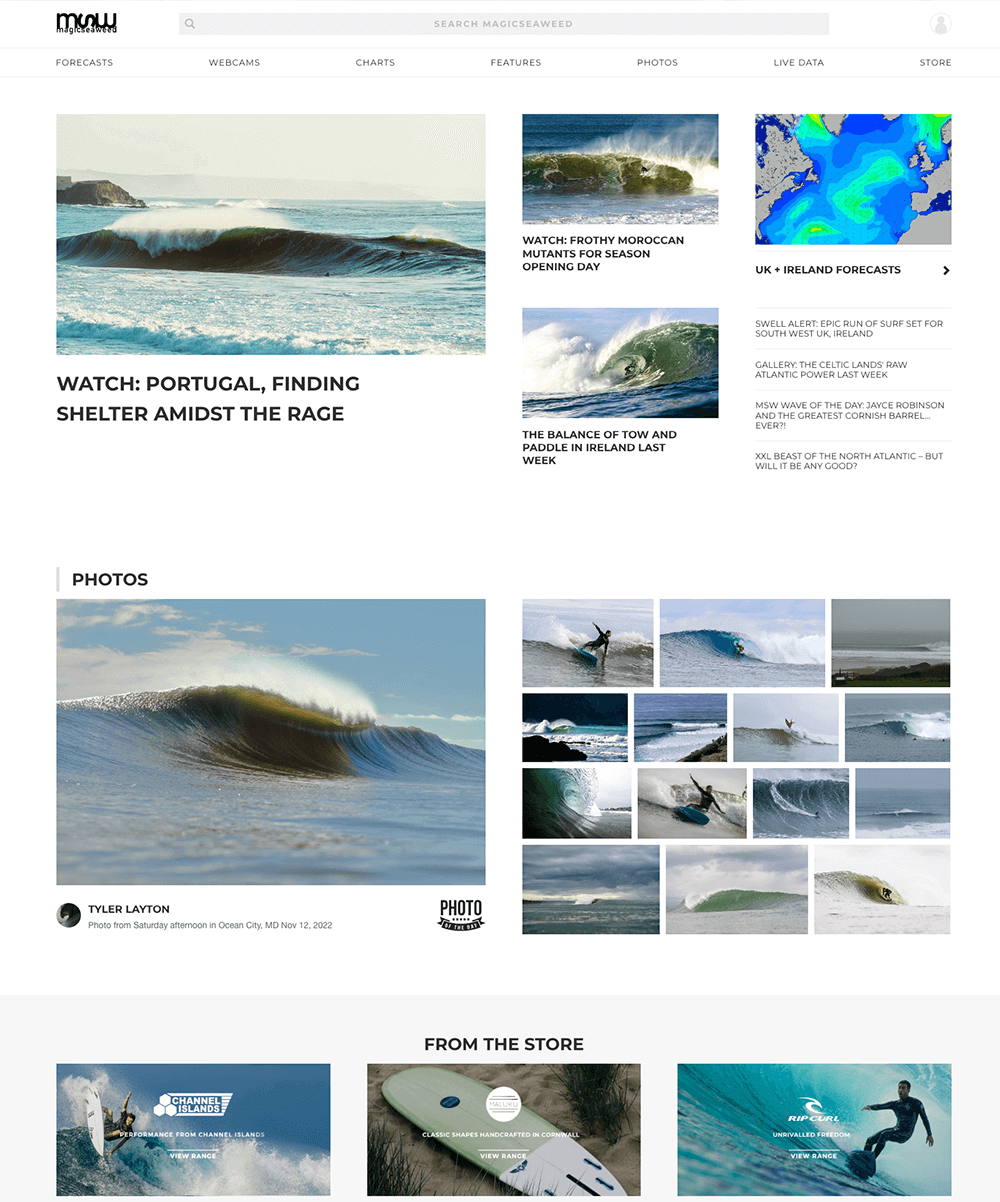 msw
magicseaweed
SEARCH MAGICSEAWEED
FORECASTS
WEBCAMS
CHARTS
FEATURES
PHOTOS
LIVE DATA
STORE
WATCH: PORTUGAL, FINDING
SHELTER AMIDST THE RAGE
WATCH: FROTHY MOROCCAN
MUTANTS FOR SEASON
OPENING DAY
THE BALANCE OF TOW AND
PADDLE IN IRELAND LAST
WEEK
UK + IRELAND FORECASTS
SWELL ALERT: EPIC RUN OF SURF SET FOR
SOUTH WEST UK, IRELAND
GALLERY: THE CELTIC LANDS' RAW
ATLANTIC POWER LAST WEEK
MSW WAVE OF THE DAY: JAYCE ROBINSON
AND THE GREATEST CORNISH BARREL...
EVER?!
XXL BEAST OF THE NORTH ATLANTIC – BUT
WILL IT BE ANY GOOD?
PHOTOS
TYLER LAYTON
Photo from Saturday afternoon in Ocean City, MD Nov 12, 2022
PHOTO
OF THE DAY
FROM THE STORE
CHANNEL
ISLANDS
PERFORMANCE FROM CHANNEL ISLANDS
VIEW RANGE
MALUKU
CLASSIC SHAPES HANDCRAFTED IN CORNWALL
VIEW RANGE
RIP CURL
UNRIVALLED FREEDOM
VIEW RANGE